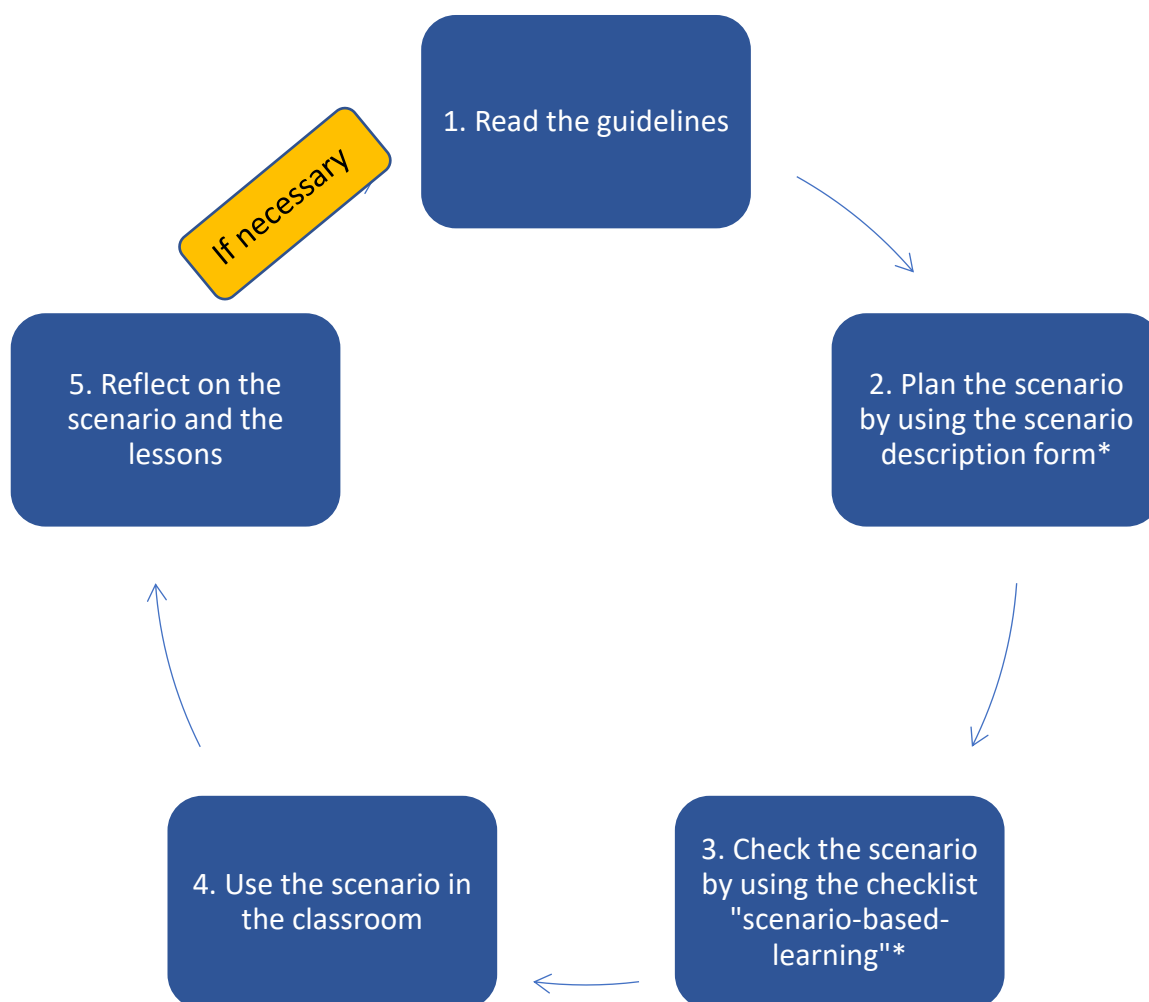 1. Read the guidelines
If necessary
2. Plan the scenario
by using the scenario
description form*
3. Check the scenario
by using the checklist
"scenario-based-
learning"*
4. Use the scenario in
the classroom
5. Reflect on the
scenario and the
lessons